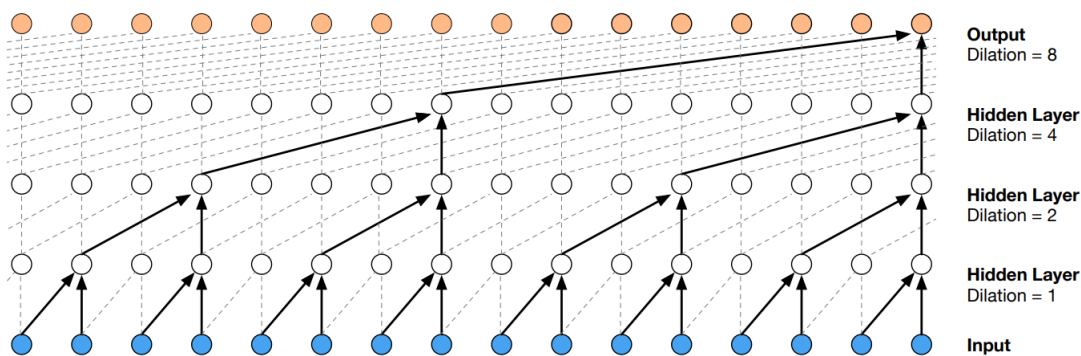 Output
Dilation = 8
Hidden Layer
Dilation = 4
Hidden Layer
Dilation = 2
Hidden Layer
Dilation = 1
Input